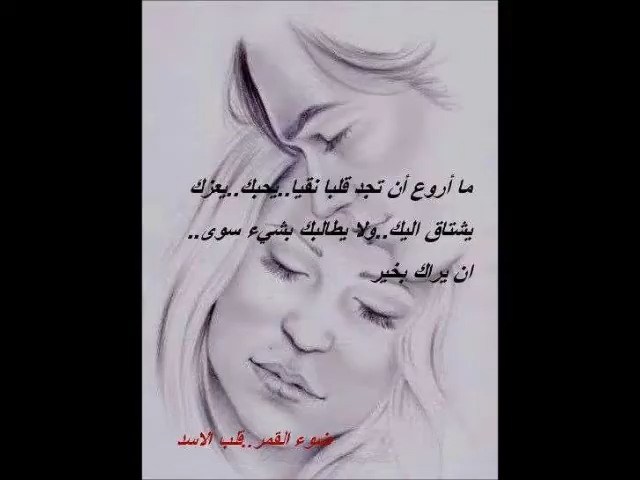 ما أروع أن تجد قلبا نقيا..يحبك..يعزك
يشتاق اليك..ولا يطالبك بشيء سوى..
ان يراك بخير
ضوء القمر..قلب الاسد